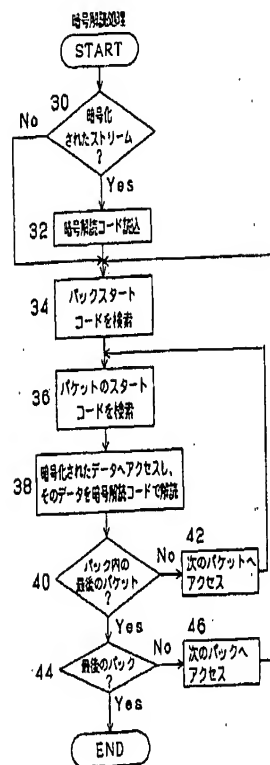 暗号解読処理
START
30
No
暗号化
されたストリーム
?
Yes
32
暗号解読コード読込
34
パックスタート
コードを検索
36
パケットのスタート
コードを検索
38
暗号化されたデータへアクセスし、
そのデータを暗号解読コードで解読
40
パック内の
最後のパケット
?
No
42
次のパケットへ
アクセス
Yes
44
最後のパック
?
No
46
次のパックへ
アクセス
Yes
END